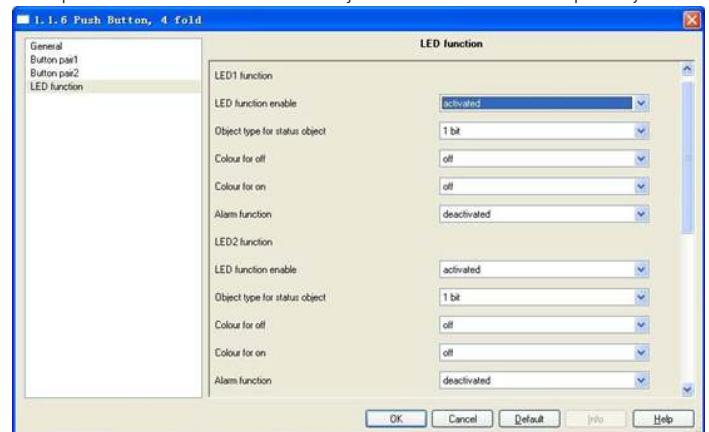 1.1.6 Push Button, 4 fold
General
Button pair1
Button pair2
LED function
LED function
LED1 function
LED function enable activated
Object type for status object 1 bit
Colour for off off
Colour for on off
Alarm function deactivated
LED2 function
LED function enable activated
Object type for status object 1 bit
Colour for off off
Colour for on off
Alarm function deactivated
OK Cancel Default Info Help